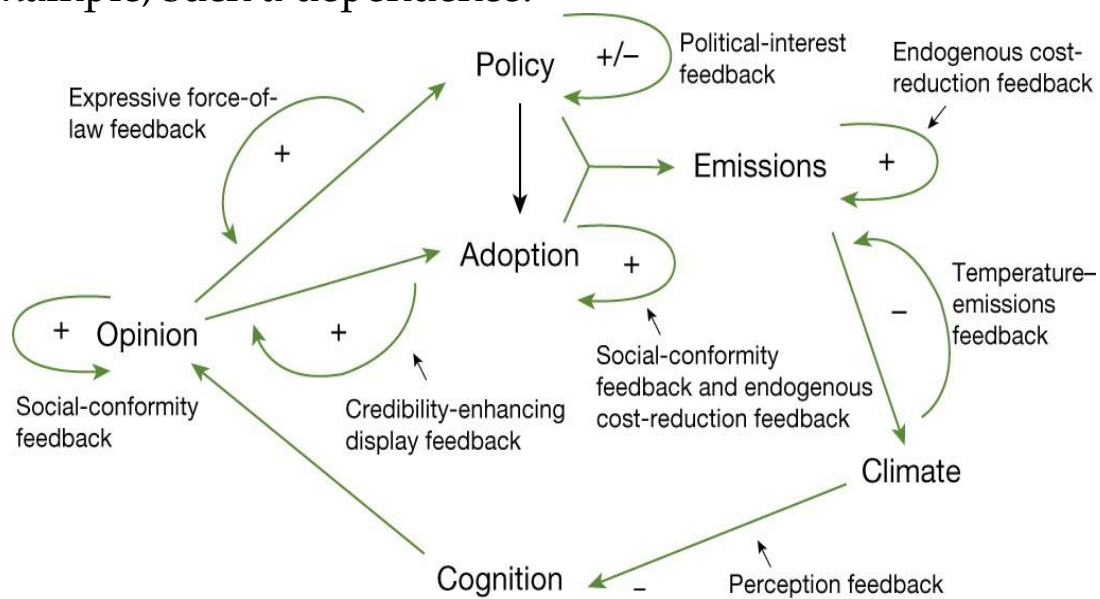 such a dependence.
Policy
+/−
Political-interest
feedback
Endogenous cost-
reduction feedback
Expressive force-of-
law feedback
+
Emissions
+
Adoption
+
Temperature–
emissions
feedback
−
+
Opinion
+
Social-conformity
feedback
Credibility-enhancing
display feedback
Social-conformity
feedback and endogenous
cost-reduction feedback
Climate
Cognition
−
Perception feedback